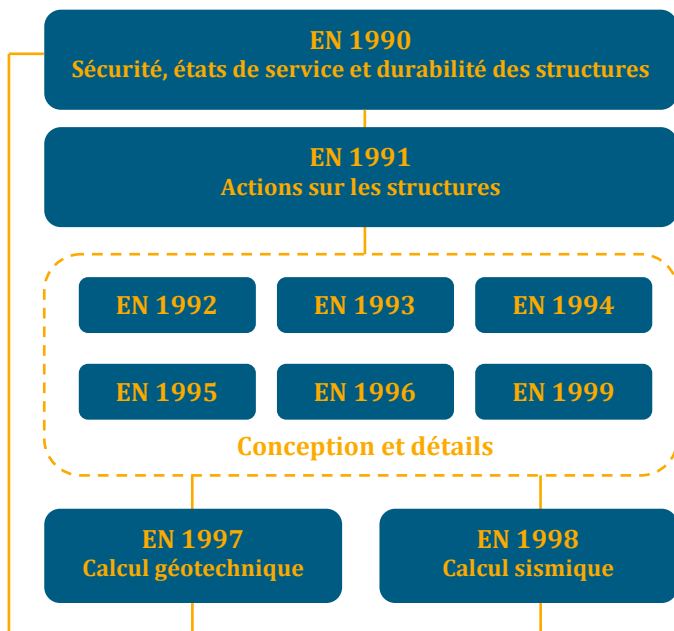 EN 1990
Sécurité, états de service et durabilité des structures
EN 1991
Actions sur les structures
EN 1992
EN 1993
EN 1994
EN 1995
EN 1996
EN 1999
Conception et détails
EN 1997
Calcul géotechnique
EN 1998
Calcul sismique